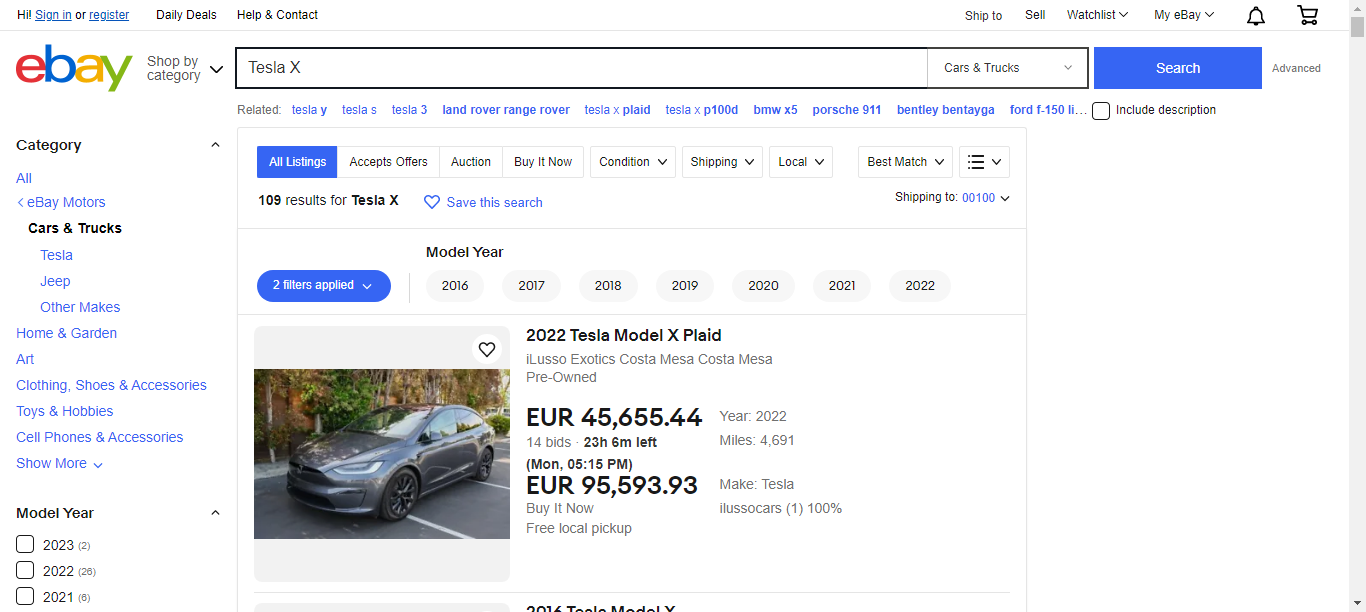 Hi! Sign in or register Daily Deals Help & Contact Ship to Sell Watchlist My eBay
ebay Shop by category Tesla X Cars & Trucks Search Advanced
Related: tesla y tesla s tesla 3 land rover range rover tesla x plaid tesla x p100d bmw x5 porsche 911 bentley bentayga ford f-150 li... Include description
Category
All
eBay Motors
Cars & Trucks
Tesla
Jeep
Other Makes
Home & Garden
Art
Clothing, Shoes & Accessories
Toys & Hobbies
Cell Phones & Accessories
Show More
Model Year
2023 (2)
2022 (26)
2021 (6)
All Listings Accepts Offers Auction Buy It Now Condition Shipping Local Best Match
109 results for Tesla X Save this search Shipping to: 00100
Model Year
2 filters applied 2016 2017 2018 2019 2020 2021 2022
2022 Tesla Model X Plaid
iLusso Exotics Costa Mesa Costa Mesa
Pre-Owned
EUR 45,655.44 Year: 2022
14 bids · 23h 6m left Miles: 4,691
(Mon, 05:15 PM)
EUR 95,593.93 Make: Tesla
Buy It Now ilussocars (1) 100%
Free local pickup
2016 Tesla Model X